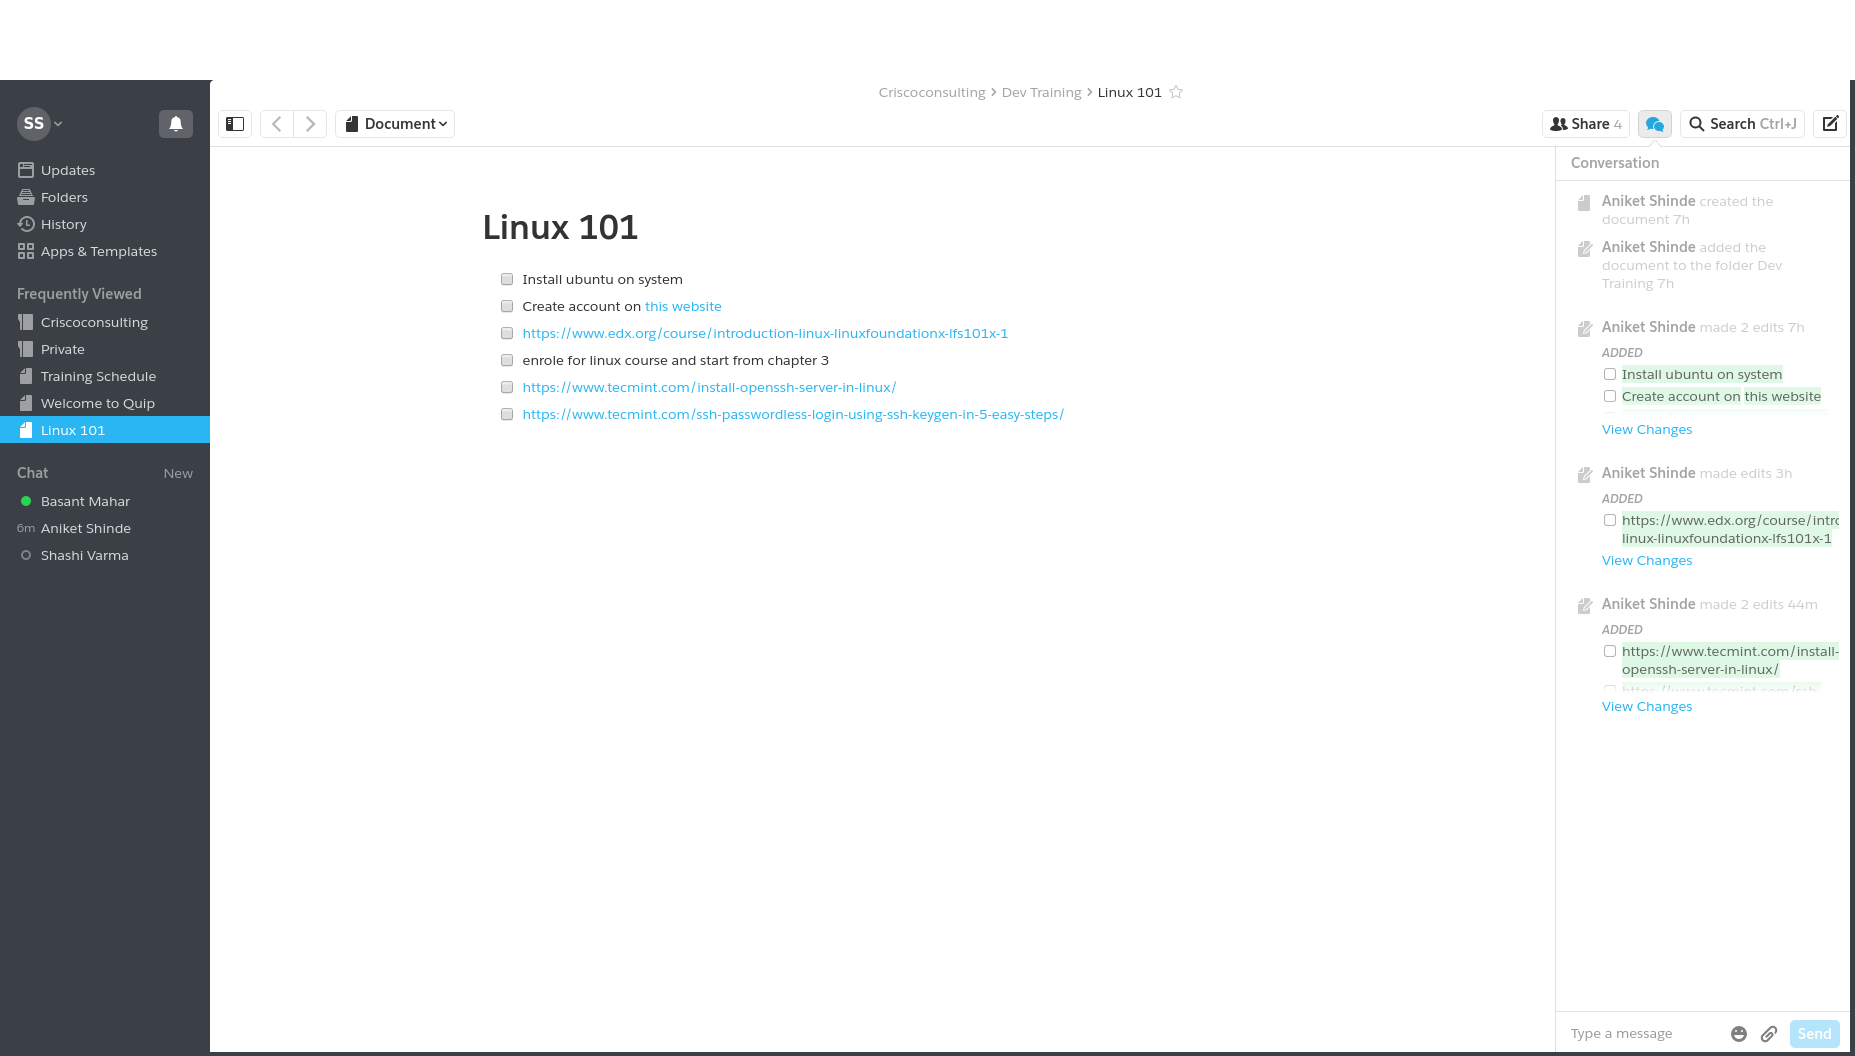 Criscoconsulting > Dev Training > Linux 101
SS
Document
Share 4
Search Ctrl+J
Updates
Folders
History
Apps & Templates
Frequently Viewed
Criscoconsulting
Private
Training Schedule
Welcome to Quip
Linux 101
Chat New
Basant Mahar
6m Aniket Shinde
Shashi Varma
Linux 101
Install ubuntu on system
Create account on this website
https://www.edx.org/course/introduction-linux-linuxfoundationx-lfs101x-1
enrole for linux course and start from chapter 3
https://www.tecmint.com/install-openssh-server-in-linux/
https://www.tecmint.com/ssh-passwordless-login-using-ssh-keygen-in-5-easy-steps/
Conversation
Aniket Shinde created the
document 7h
Aniket Shinde added the
document to the folder Dev
Training 7h
Aniket Shinde made 2 edits 7h
ADDED
Install ubuntu on system
Create account on this website
View Changes
Aniket Shinde made edits 3h
ADDED
https://www.edx.org/course/intro
linux-linuxfoundationx-lfs101x-1
View Changes
Aniket Shinde made 2 edits 44m
ADDED
https://www.tecmint.com/install-
openssh-server-in-linux/
https://www.tecmint.com/ssh-
View Changes
Type a message
Send